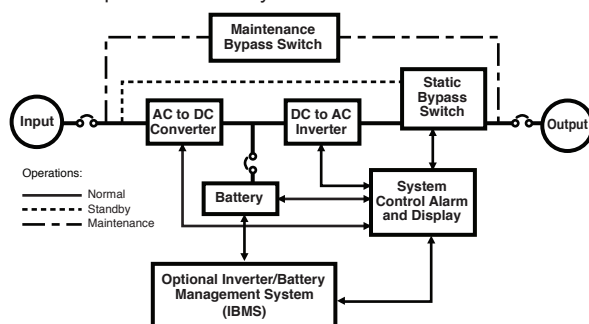 Maintenance
Bypass Switch
Static
Bypass
Switch
Input
AC to DC
Converter
DC to AC
Inverter
Output
Operations:
Normal
Standby
Maintenance
Battery
System
Control Alarm
and Display
Optional Inverter/Battery
Management System
(IBMS)